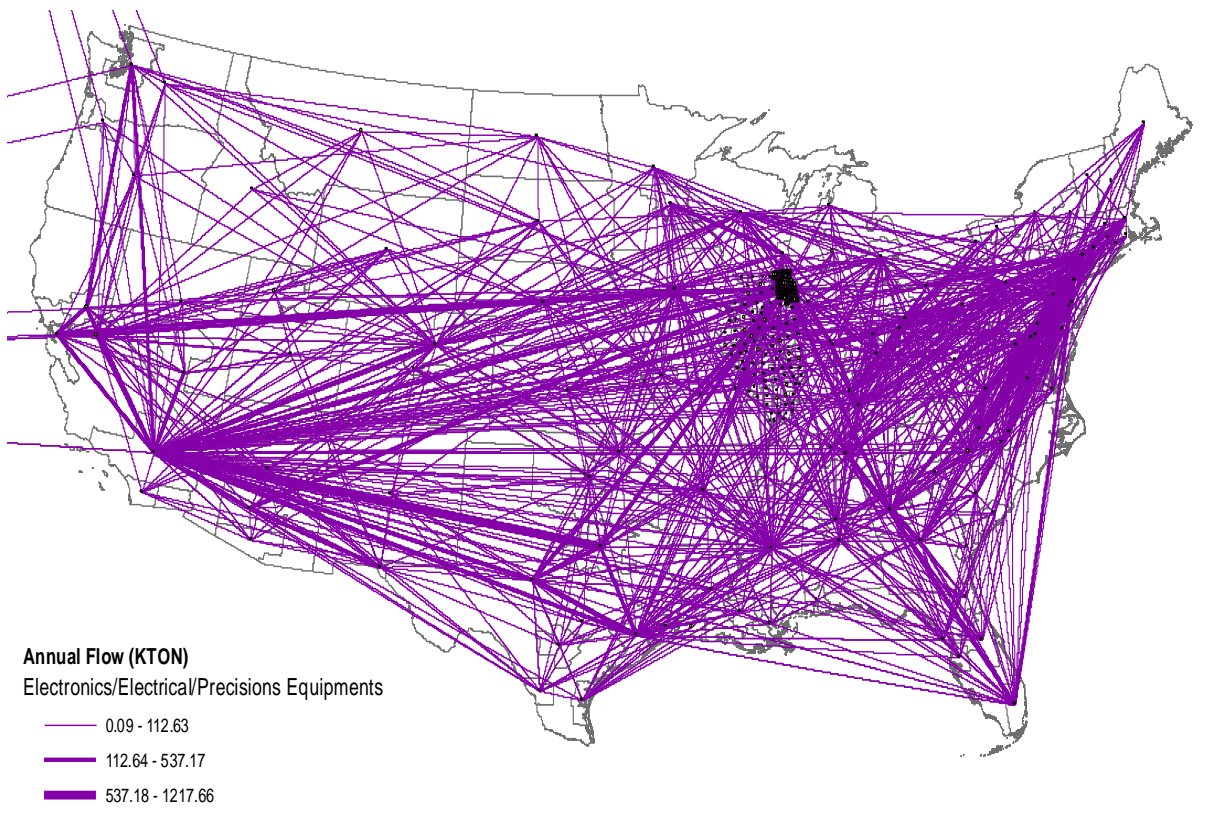 Annual Flow (KTON)
Electronics/Electrical/Precisions Equipments
0.09 - 112.63
112.64 - 537.17
537.18 - 1217.66